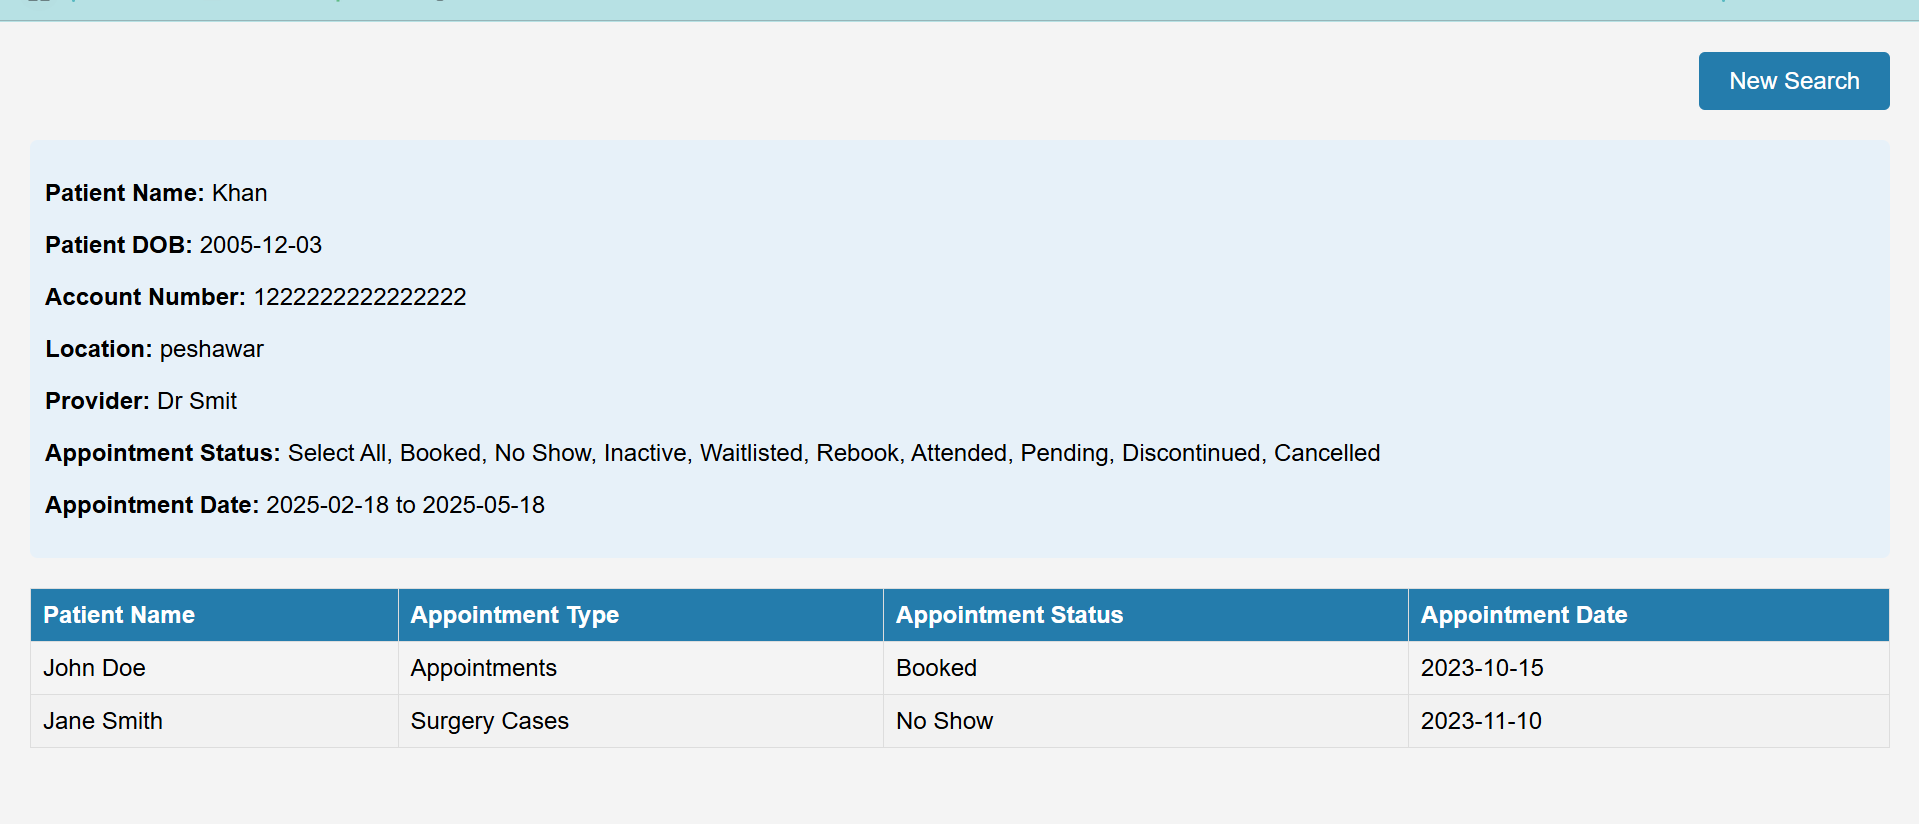 New Search
Patient Name: Khan
Patient DOB: 2005-12-03
Account Number: 1222222222222222
Location: peshawar
Provider: Dr Smit
Appointment Status: Select All, Booked, No Show, Inactive, Waitlisted, Rebook, Attended, Pending, Discontinued, Cancelled
Appointment Date: 2025-02-18 to 2025-05-18
Patient Name Appointment Type Appointment Status Appointment Date
John Doe Appointments Booked 2023-10-15
Jane Smith Surgery Cases No Show 2023-11-10